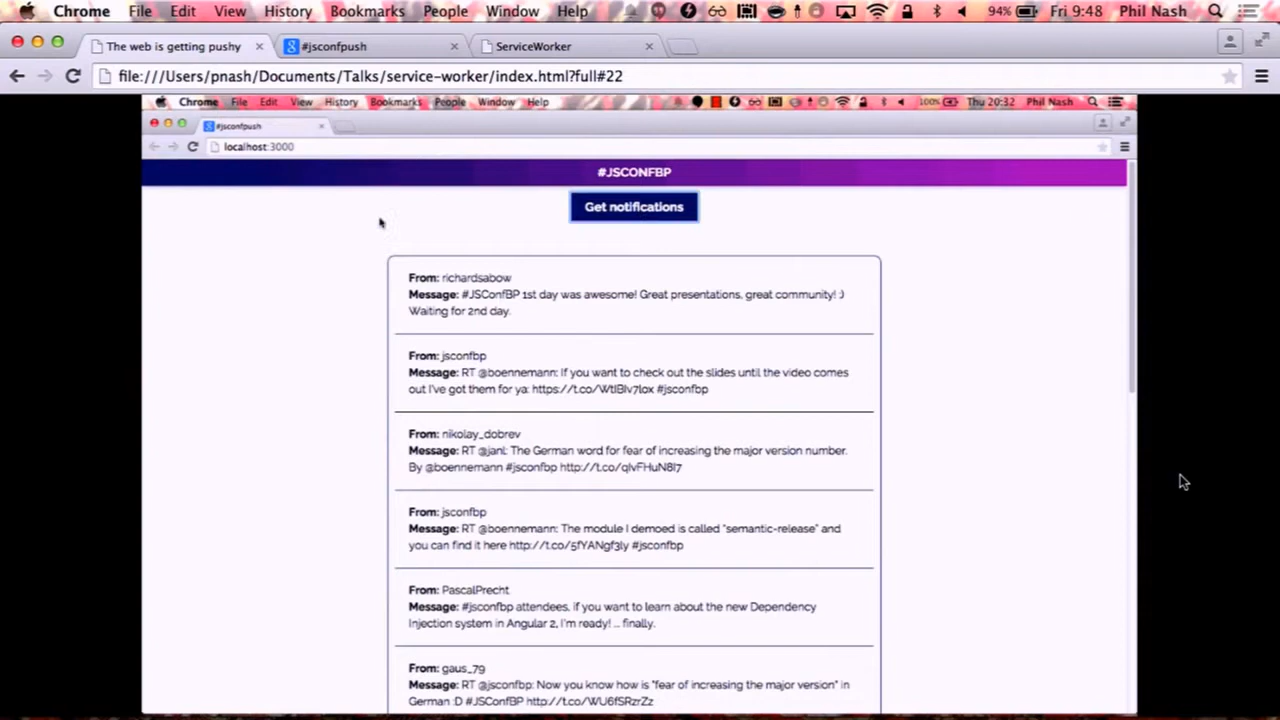 Chrome File Edit View History Bookmarks People Window Help 94% Fri 9:48 Phil Nash
The web is getting pushy #jsconfpush ServiceWorker
file:///Users/pnash/Documents/Talks/service-worker/index.html?full#22
Chrome File Edit View History Bookmarks People Window Help 100% Thu 20:32 Phil Nash
#jsconfpush
localhost:3000
#JSCONFBP
Get notifications
From: richardsabow
Message: #JSConfBP 1st day was awesome! Great presentations, great community! :)
Waiting for 2nd day.
From: jsconfbp
Message: RT @boennemann: If you want to check out the slides until the video comes
out I've got them for ya: #jsconfbp
From: nikolay_dobrev
Message: RT @janl: The German word for fear of increasing the major version number.
By @boennemann #jsconfbp
From: jsconfbp
Message: RT @boennemann: The module I demoed is called "semantic-release" and
you can find it here #jsconfbp
From: PascalPrecht
Message: #jsconfbp attendees, if you want to learn about the new Dependency
Injection system in Angular 2, I'm ready! ... finally.
From: gaus_79
Message: RT @jsconfbp: Now you know how is "fear of increasing the major version" in
German :D #JSConfBP http://t.co/WU6fSRzrZz